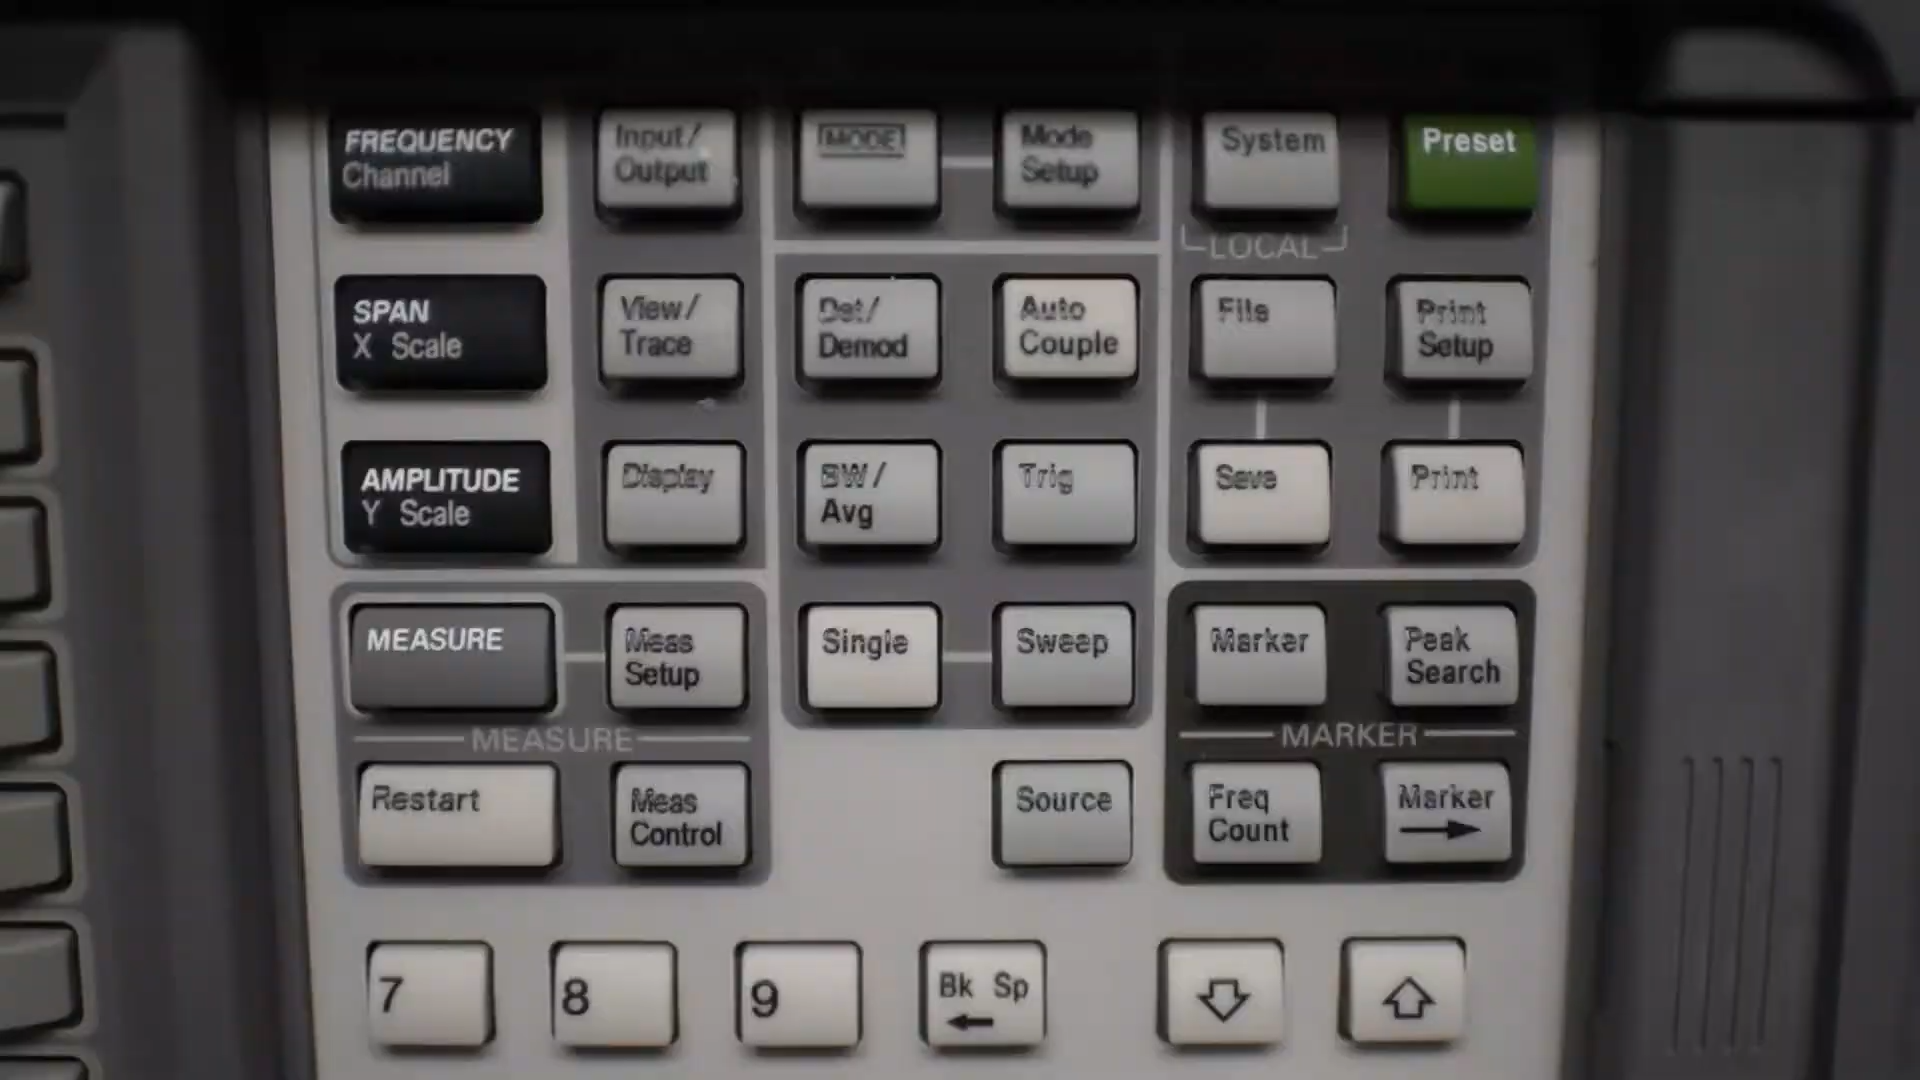 FREQUENCY
Channel
Input/
Output
MODE
Mode
Setup
System
Preset
LOCAL
SPAN
X Scale
View/
Trace
Det/
Demod
Auto
Couple
File
Print
Setup
AMPLITUDE
Y Scale
Display
BW/
Avg
Trig
Save
Print
MEASURE
Meas
Setup
Single
Sweep
Marker
Peak
Search
MEASURE
MARKER
Restart
Meas
Control
Source
Freq
Count
Marker
7
8
9
Bk Sp